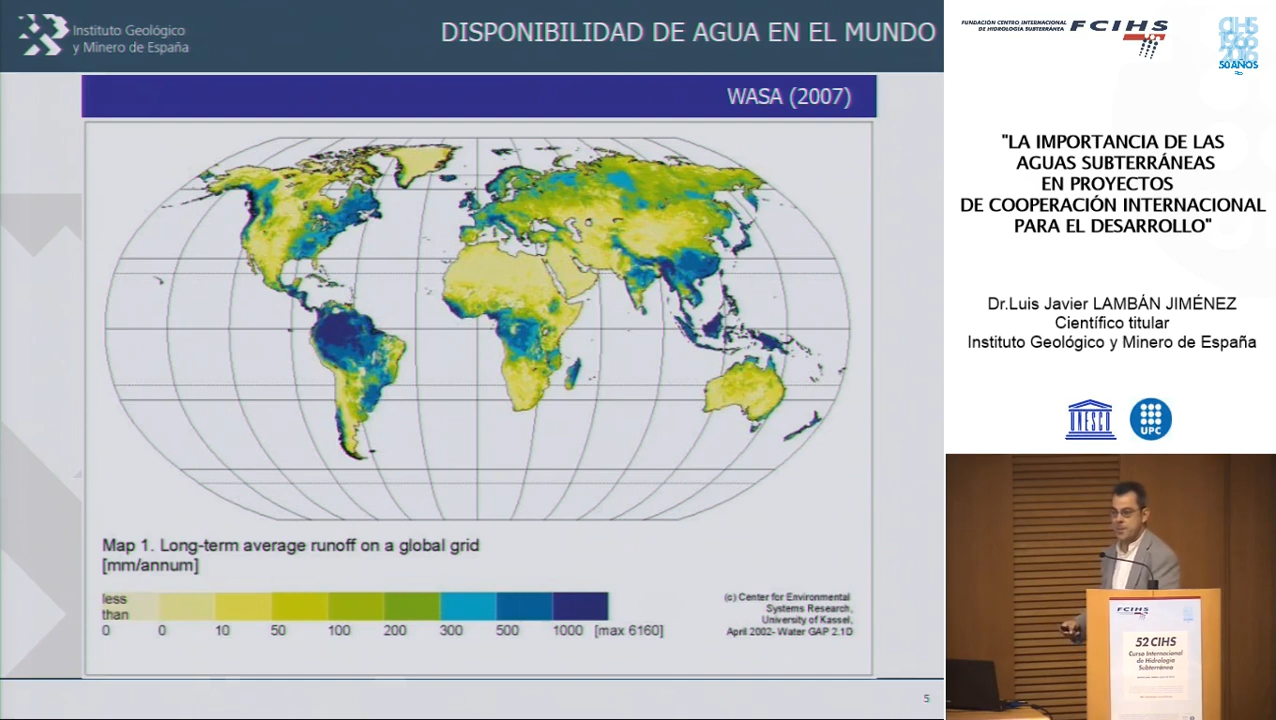 Instituto Geológico
y Minero de España
DISPONIBILIDAD DE AGUA EN EL MUNDO
WASA (2007)
Map 1. Long-term average runoff on a global grid
[mm/annum]
less
than
0 0 10 50 100 200 300 500 1000 [max 6160]
(c) Center for Environmental
Systems Research,
University of Kassel,
April 2002- Water GAP 2.1D
5
FUNDACIÓN CENTRO INTERNACIONAL
DE HIDROLOGÍA SUBTERRÁNEA
FCIHS
CIHS
1966
2016
50 AÑOS
"LA IMPORTANCIA DE LAS
AGUAS SUBTERRÁNEAS
EN PROYECTOS
DE COOPERACIÓN INTERNACIONAL
PARA EL DESARROLLO"
Dr.Luis Javier LAMBÁN JIMÉNEZ
Científico titular
Instituto Geológico y Minero de España
UNESCO
UPC
FCIHS
52 CIHS
Curso Internacional
de Hidrología
Subterránea